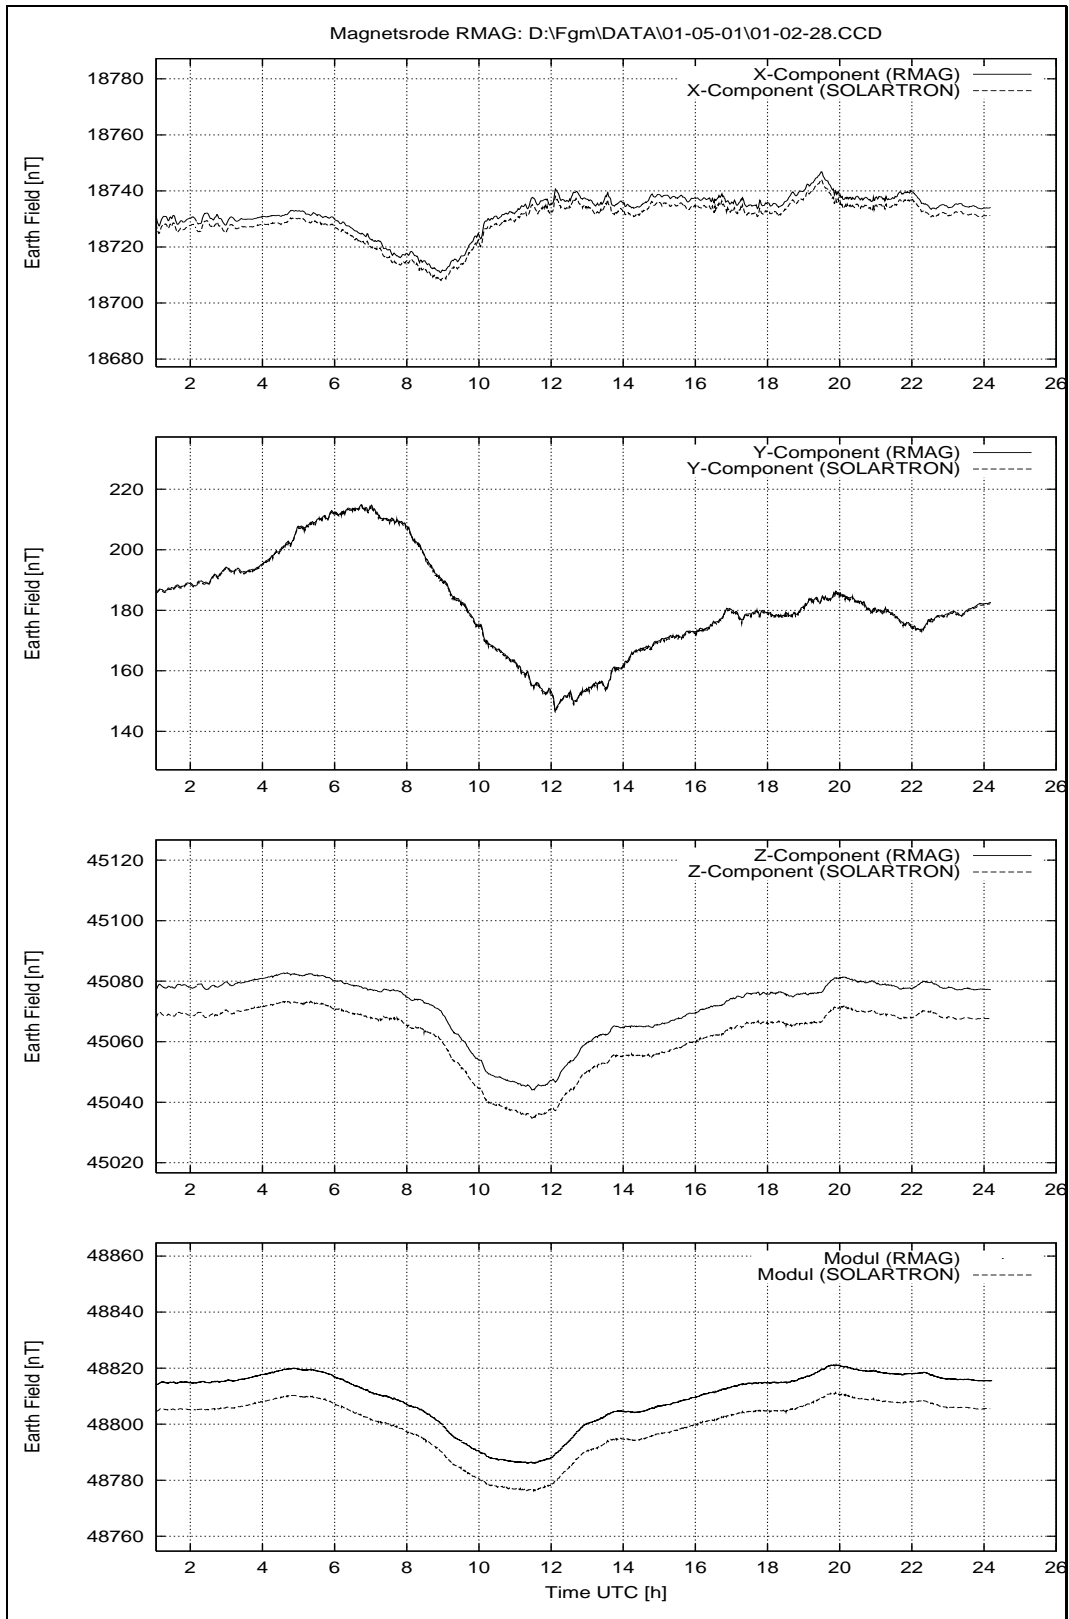 Magnetsrode RMAG: D:\Fgm\DATA\01-05-01\01-02-28.CCD
X-Component (RMAG)
X-Component (SOLARTRON)
Earth Field [nT]
18780
18760
18740
18720
18700
18680
2 4 6 8 10 12 14 16 18 20 22 24 26
Y-Component (RMAG)
Y-Component (SOLARTRON)
Earth Field [nT]
220
200
180
160
140
2 4 6 8 10 12 14 16 18 20 22 24 26
Z-Component (RMAG)
Z-Component (SOLARTRON)
Earth Field [nT]
45120
45100
45080
45060
45040
45020
2 4 6 8 10 12 14 16 18 20 22 24 26
Modul (RMAG)
Modul (SOLARTRON)
Earth Field [nT]
48860
48840
48820
48800
48780
48760
2 4 6 8 10 12 14 16 18 20 22 24 26
Time UTC [h]